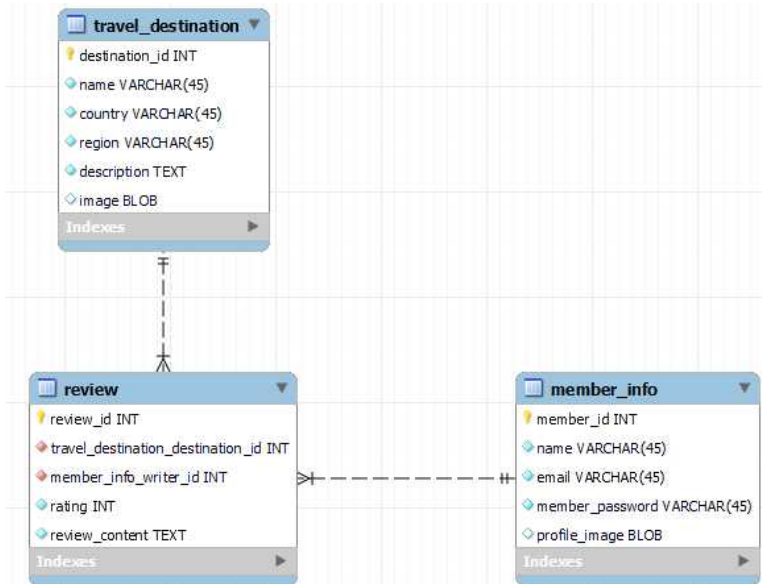 travel_destination
destination_id INT
name VARCHAR(45)
country VARCHAR(45)
region VARCHAR(45)
description TEXT
image BLOB
Indexes
review
review_id INT
travel_destination_destination_id INT
member_info_writer_id INT
rating INT
review_content TEXT
Indexes
member_info
member_id INT
name VARCHAR(45)
email VARCHAR(45)
member_password VARCHAR(45)
profile_image BLOB
Indexes